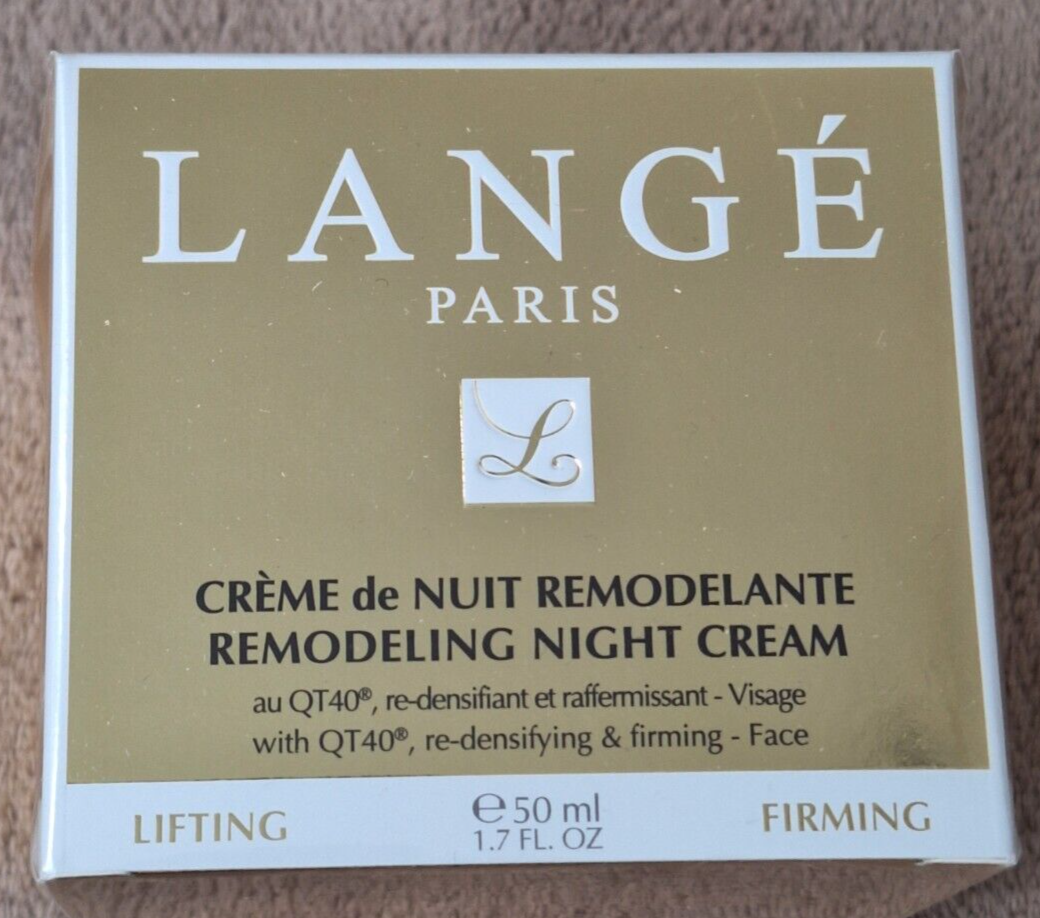 LANGÉ
PARIS
L
CRÈME de NUIT REMODELANTE
REMODELING NIGHT CREAM
au QT40®, re-densifiant et raffermissant - Visage
with QT40®, re-densifying & firming - Face
LIFTING
℮ 50 ml
1.7 FL. OZ
FIRMING